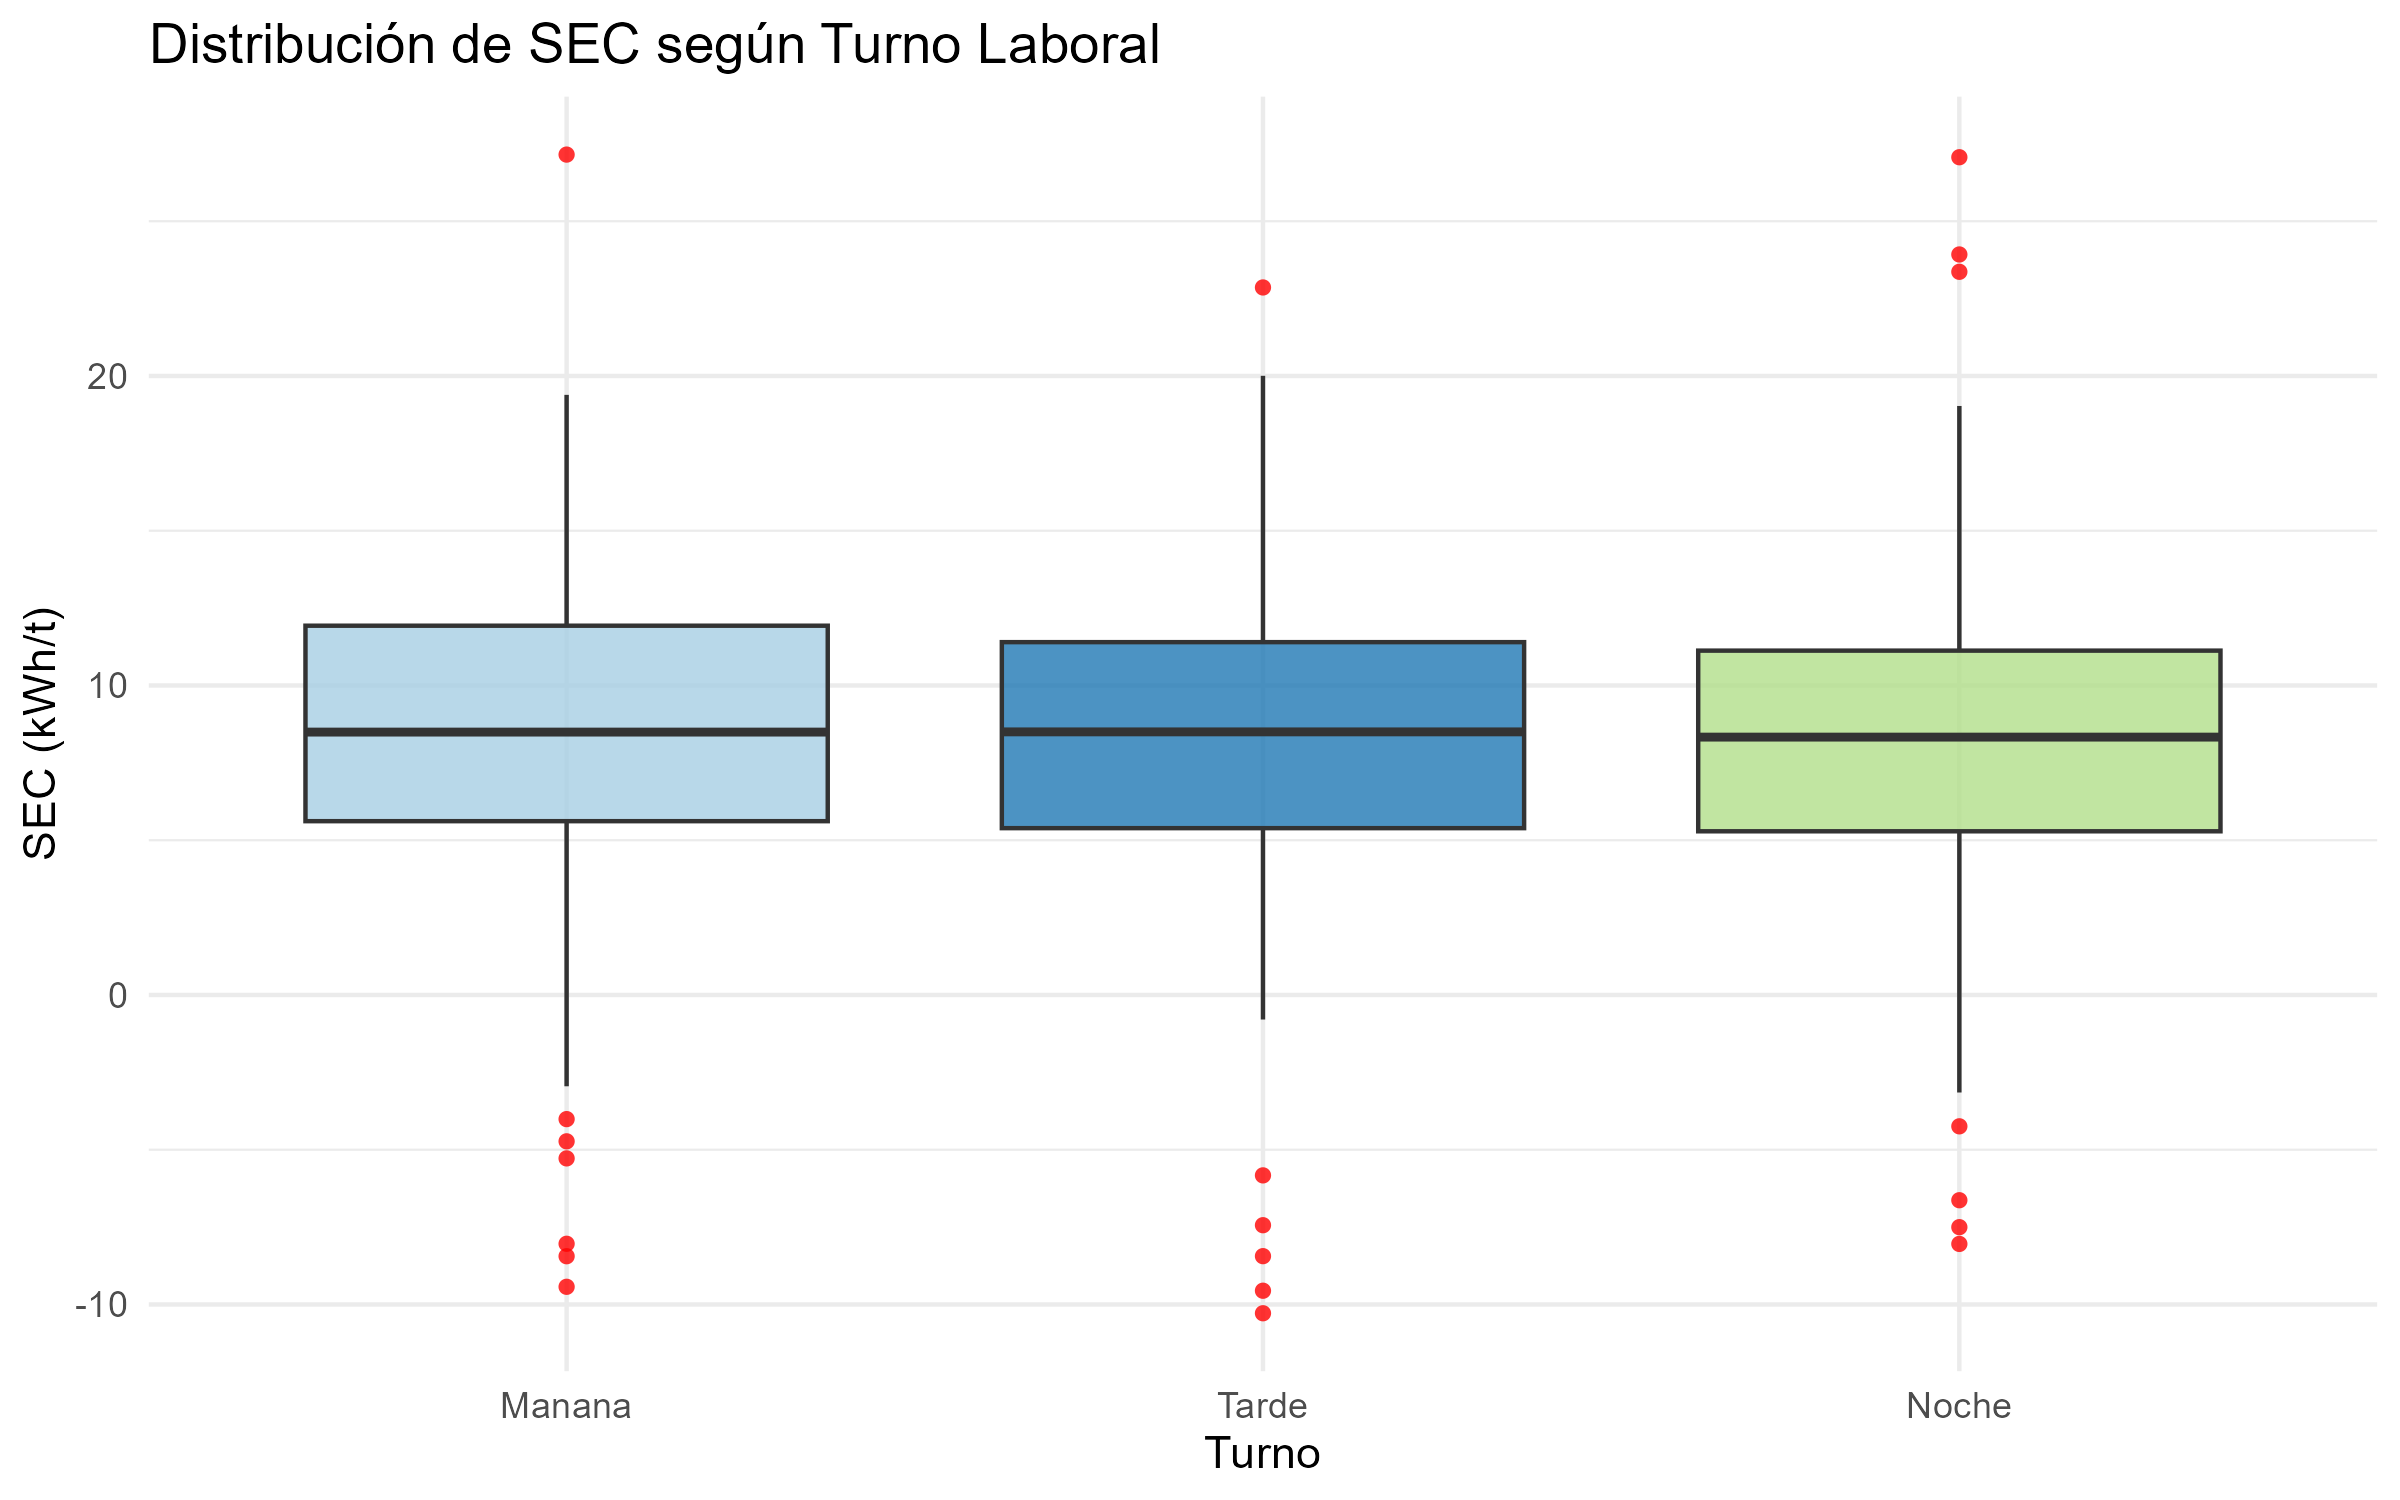 Distribución de SEC según Turno Laboral
SEC (kWh/t)
20
10
0
-10
Manana
Tarde
Noche
Turno